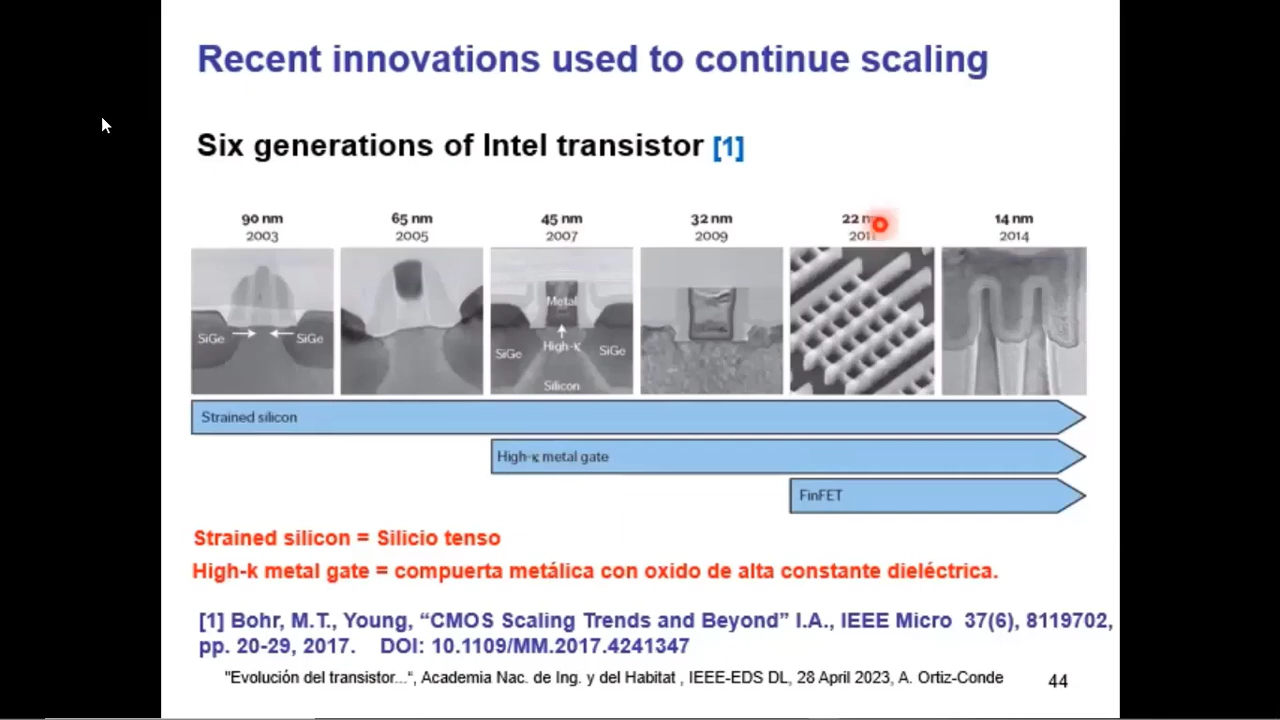 Recent innovations used to continue scaling
Six generations of Intel transistor [1]
90 nm 65 nm 45 nm 32 nm 22 14 nm
2003 2005 2007 2009 2014
Metal
SiGe SiGe
High-κ
SiGe SiGe
Silicon
Strained silicon
High-κ metal gate
FinFET
Strained silicon = Silicio tenso
High-k metal gate = compuerta metálica con oxido de alta constante dieléctrica.
[1] Bohr, M.T., Young, “CMOS Scaling Trends and Beyond” I.A., IEEE Micro 37(6), 8119702,
pp. 20-29, 2017. DOI: 10.1109/MM.2017.4241347
"Evolución del transistor...“, Academia Nac. de Ing. y del Habitat , IEEE-EDS DL, 28 April 2023, A. Ortiz-Conde
44